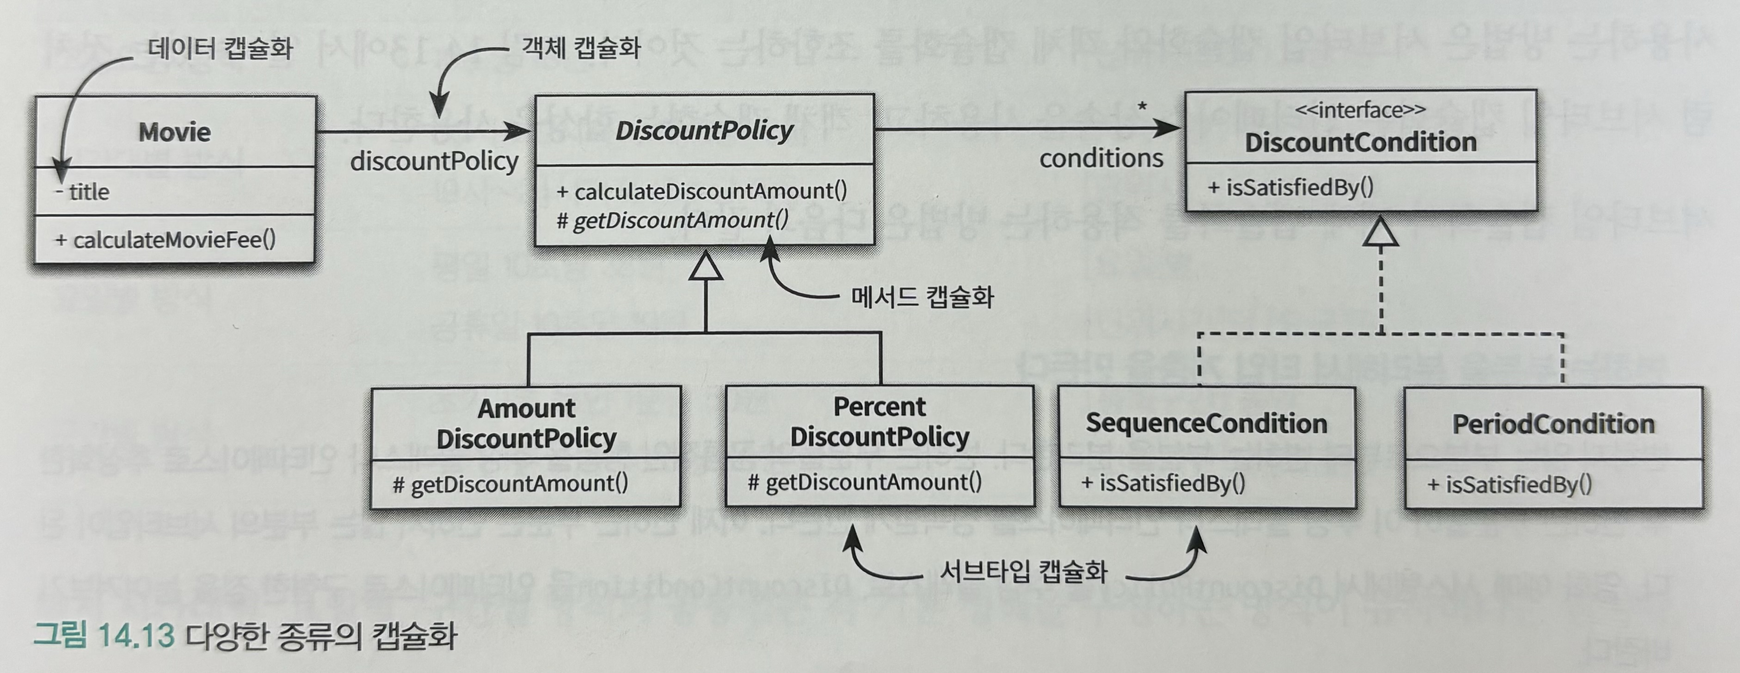 데이터 캡슐화
객체 캡슐화
Movie
- title
+ calculateMovieFee()
discountPolicy
DiscountPolicy
+ calculateDiscountAmount()
# getDiscountAmount()
메서드 캡슐화
*
conditions
<<interface>>
DiscountCondition
+ isSatisfiedBy()
Amount
DiscountPolicy
# getDiscountAmount()
Percent
DiscountPolicy
# getDiscountAmount()
SequenceCondition
+ isSatisfiedBy()
PeriodCondition
+ isSatisfiedBy()
서브타입 캡슐화
그림 14.13 다양한 종류의 캡슐화